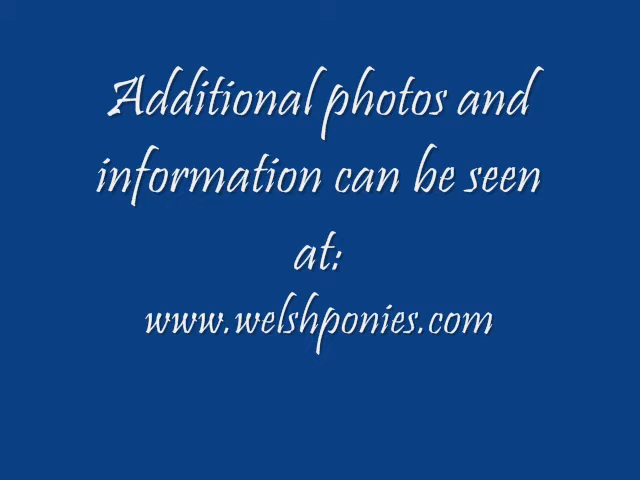 Additional photos and
information can be seen
at:
www.welshponies.com